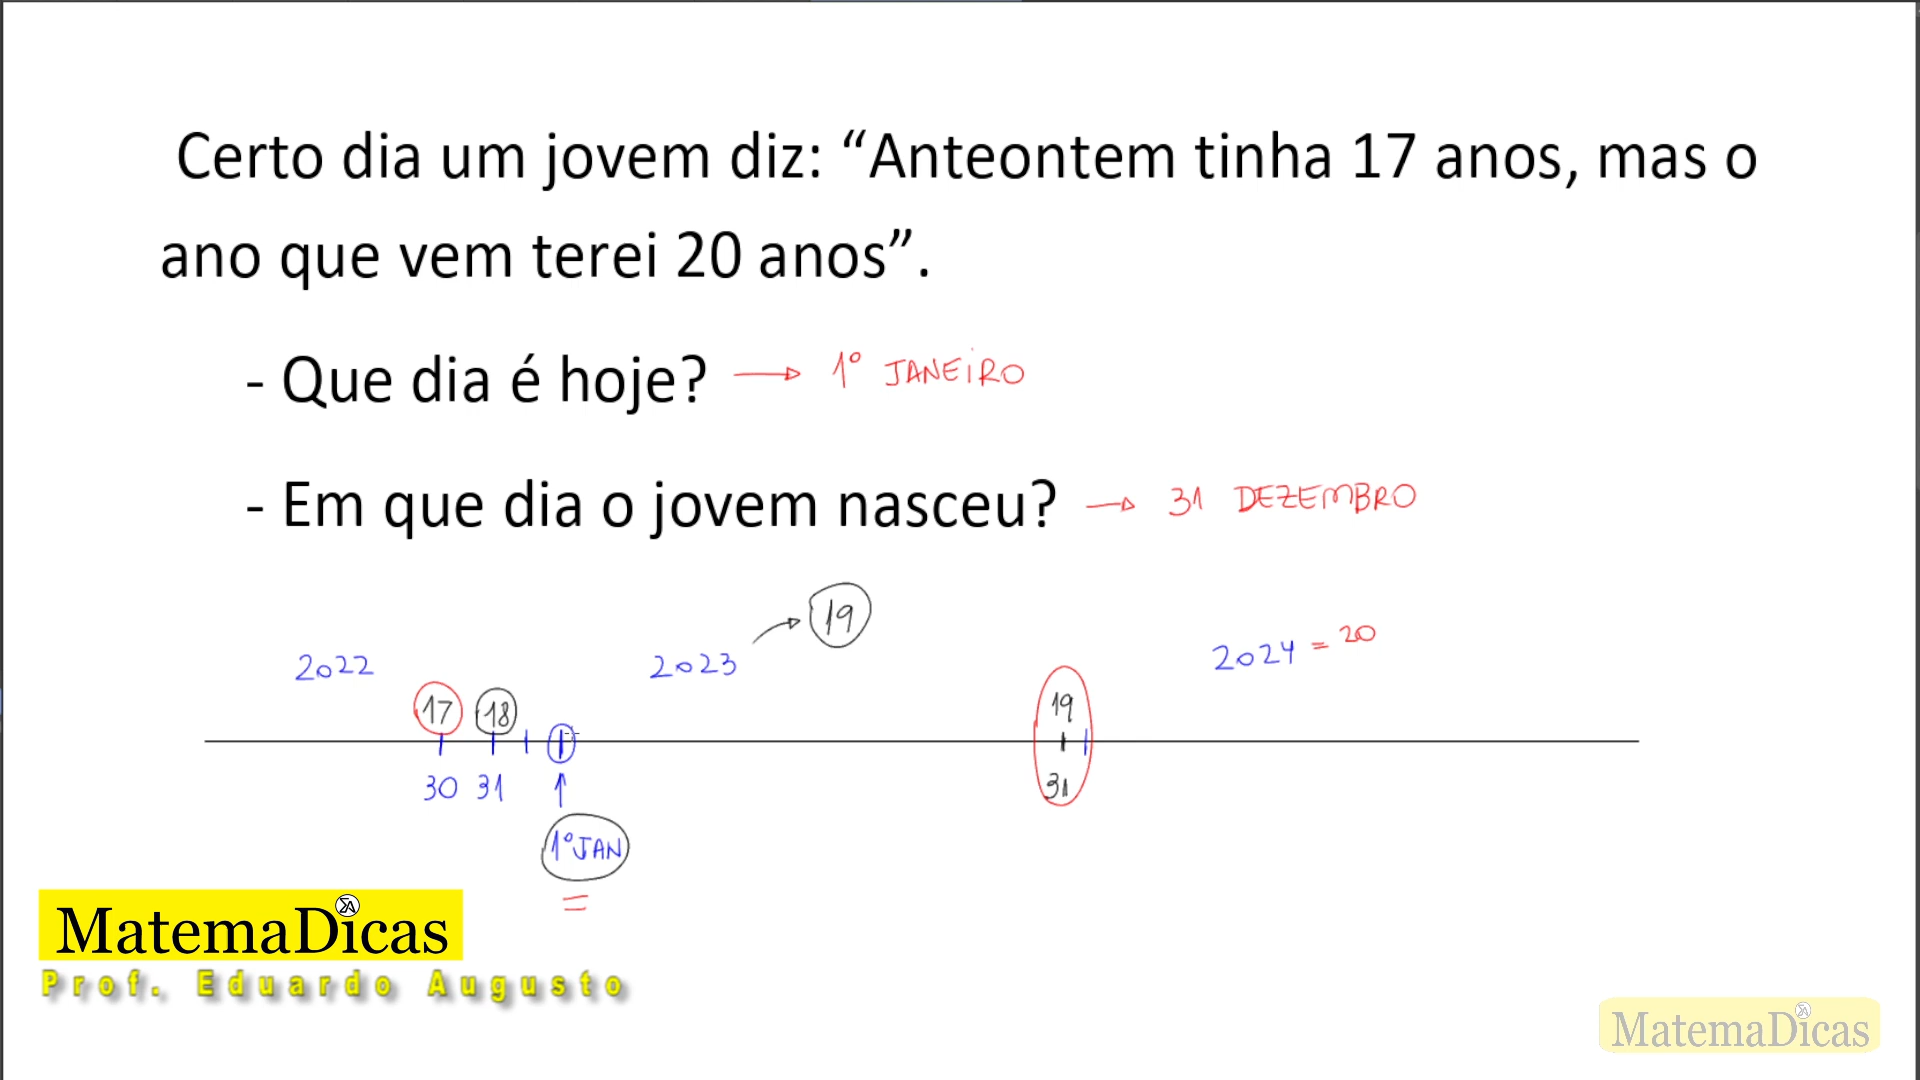 Certo dia um jovem diz: “Anteontem tinha 17 anos, mas o
ano que vem terei 20 anos”.
- Que dia é hoje? → 1º JANEIRO
- Em que dia o jovem nasceu? → 31 DEZEMBRO
19
2022 2023 2024 = 20
17 18 19
30 31 31
1º JAN
=
MatemaDicas
Prof. Eduardo Augusto
MatemaDicas